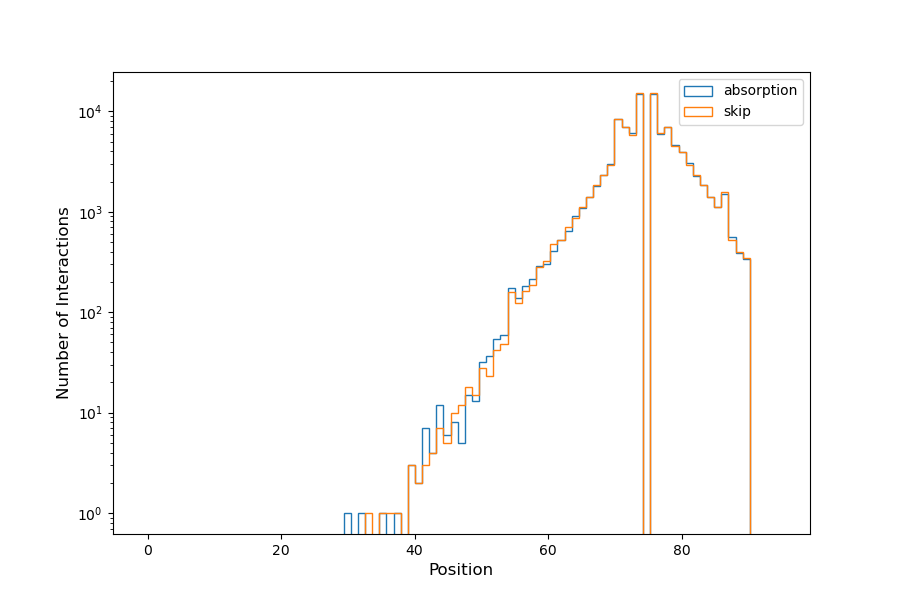 absorption
skip
10⁴
10³
10²
10¹
10⁰
Number of Interactions
0 20 40 60 80
Position